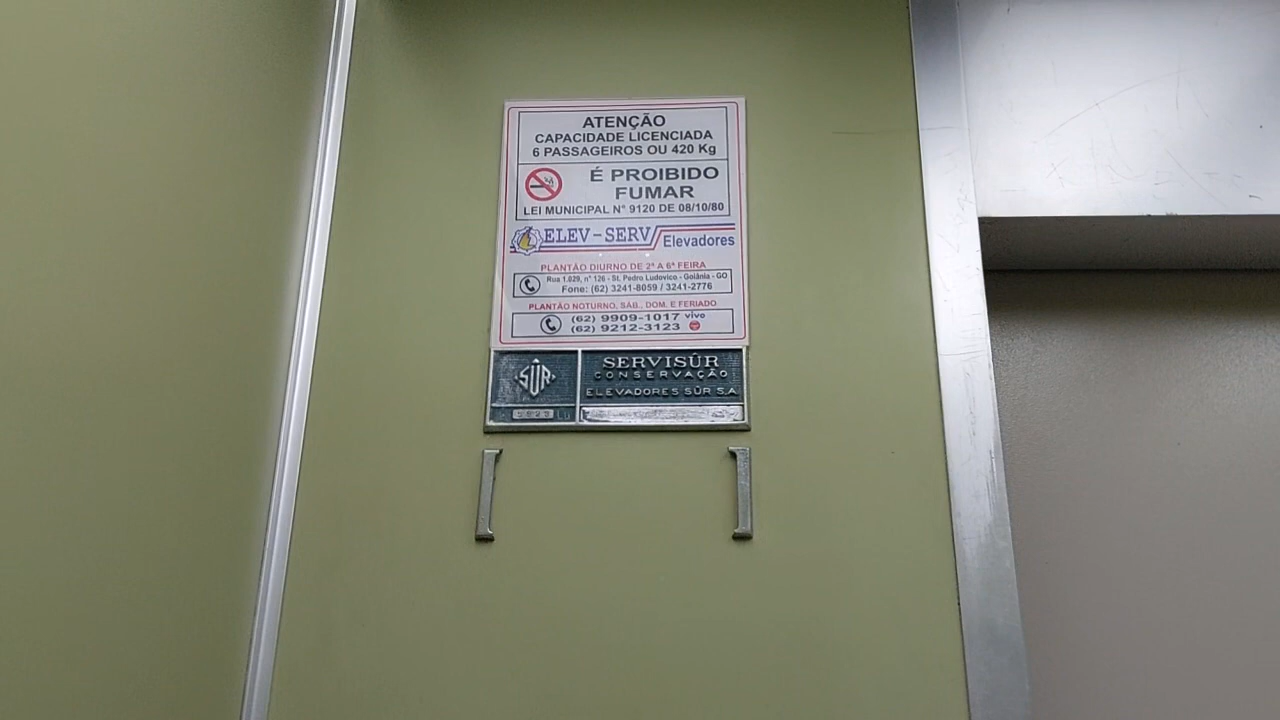 ATENÇÃO
CAPACIDADE LICENCIADA
6 PASSAGEIROS OU 420 Kg
É PROIBIDO
FUMAR
LEI MUNICIPAL N° 9120 DE 08/10/80
ELEV-SERV Elevadores
PLANTÃO DIURNO DE 2ª A 6ª FEIRA
Rua 1.029, n° 126 - St. Pedro Ludovico - Goiânia - GO
Fone: (62) 3241-8059 / 3241-2776
PLANTÃO NOTURNO, SÁB., DOM. E FERIADO
(62) 9909-1017 vivo
(62) 9212-3123
SÛR
SERVISÛR
CONSERVAÇÃO
ELEVADORES SÛR S.A